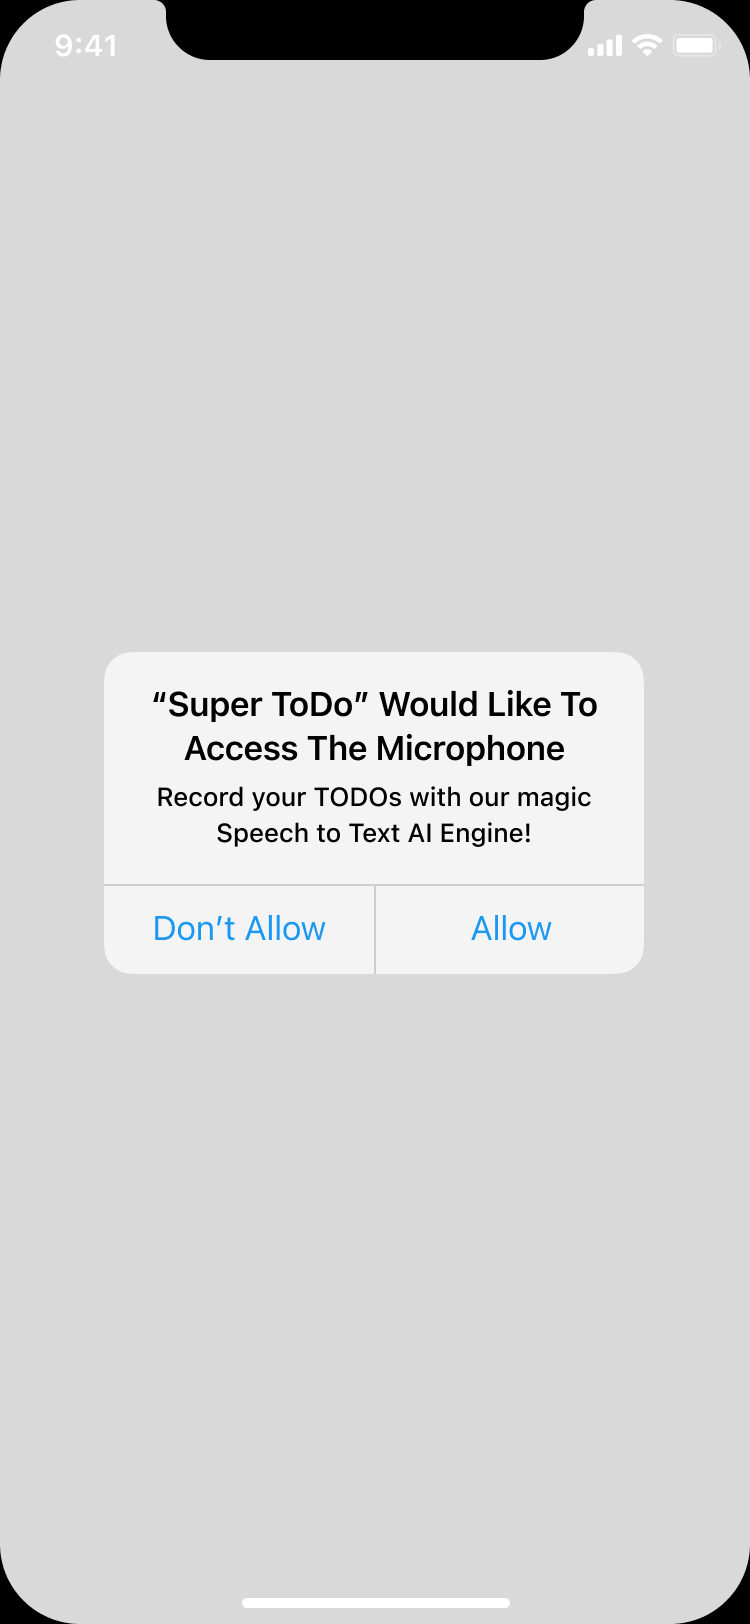 9:41
“Super ToDo” Would Like To
Access The Microphone
Record your TODOs with our magic
Speech to Text AI Engine!
Don’t Allow
Allow